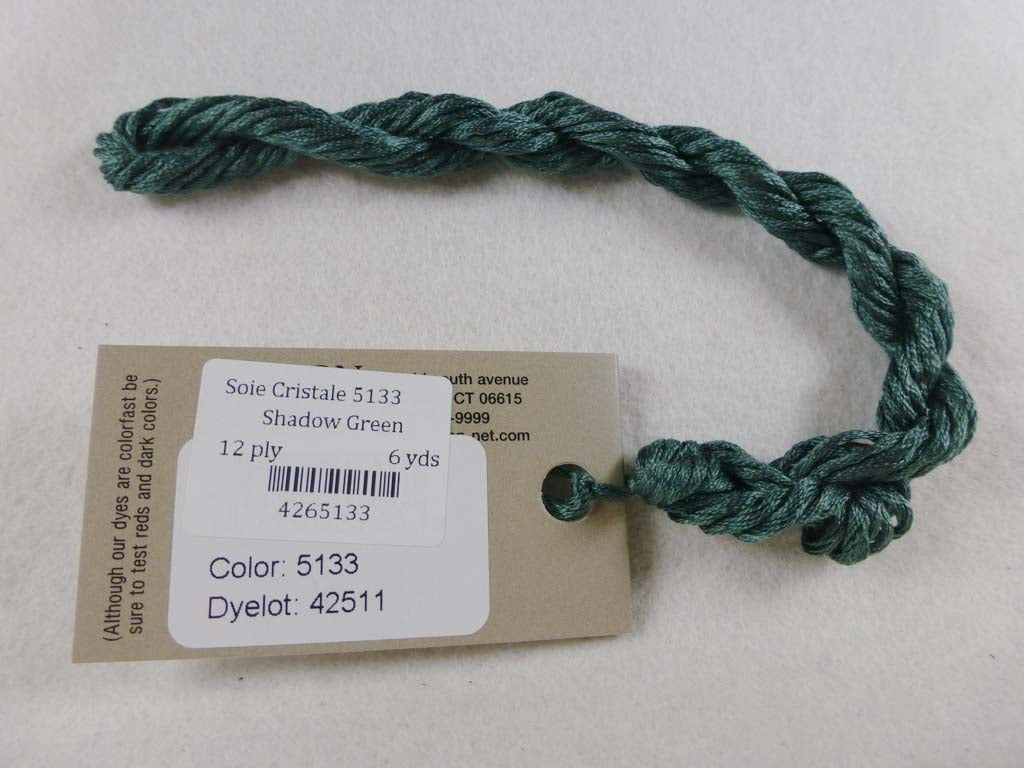 (Although our dyes are colorfast be
sure to test reds and dark colors.)
outh avenue
CT 06615
-9999
-net.com
Soie Cristale 5133
Shadow Green
12 ply 6 yds
4265133
Color: 5133
Dyelot: 42511